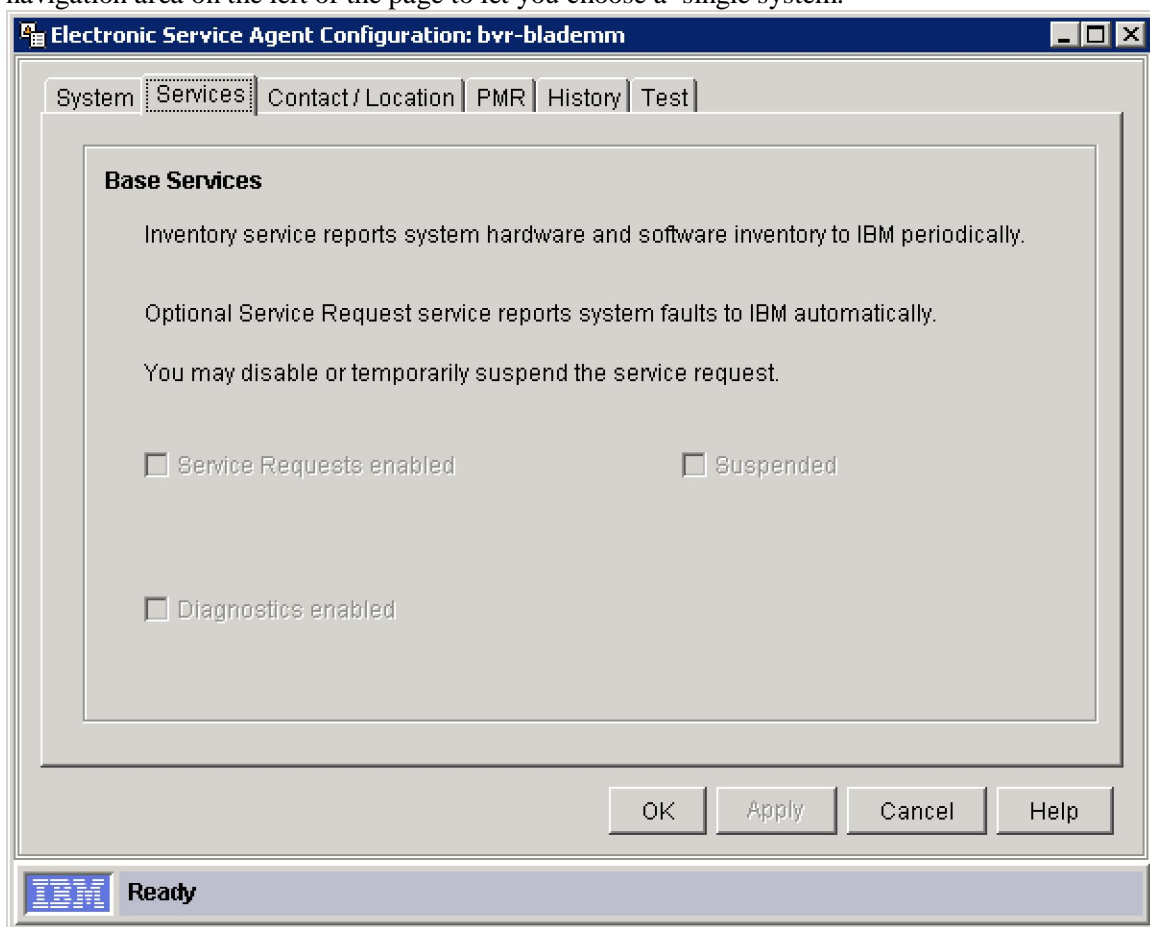 navigation area on the left of the page to let you choose a single system.
Electronic Service Agent Configuration: bvr-blademm
System Services Contact / Location PMR History Test
Base Services
Inventory service reports system hardware and software inventory to IBM periodically.
Optional Service Request service reports system faults to IBM automatically.
You may disable or temporarily suspend the service request.
Service Requests enabled Suspended
Diagnostics enabled
OK Apply Cancel Help
IBM Ready